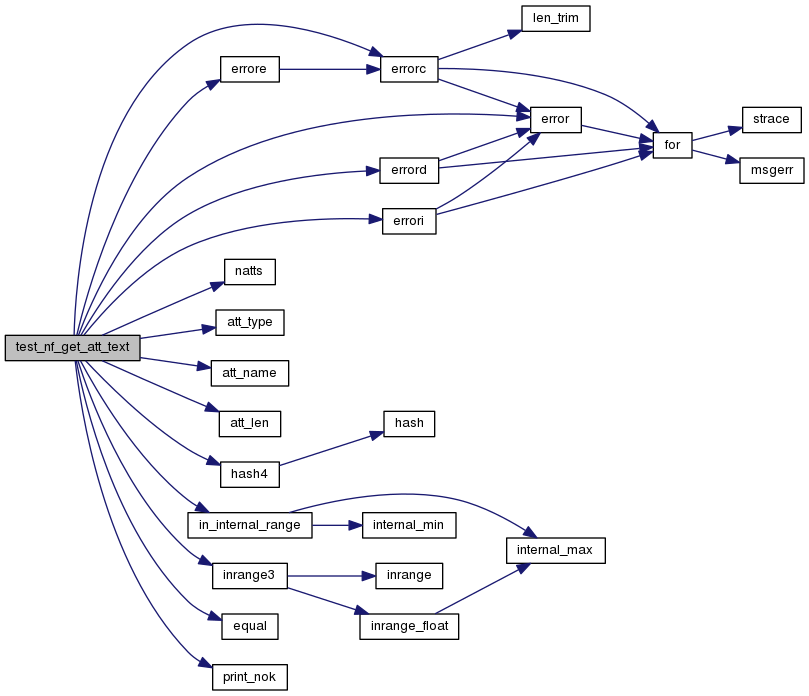 len_trim
errore
errorc
error
strace
for
msgerr
errord
errori
natts
att_type
test_nf_get_att_text
att_name
att_len
hash
hash4
in_internal_range
internal_min
internal_max
inrange3
inrange
equal
inrange_float
print_nok